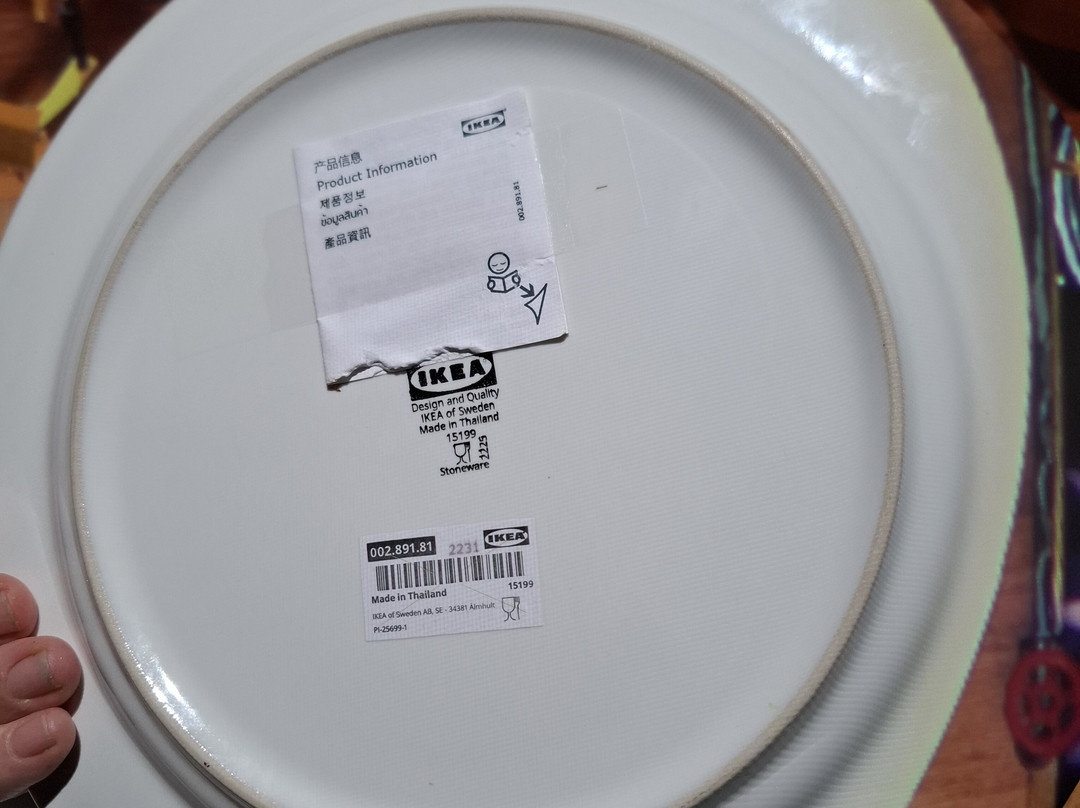 IKEA
产品信息
Product Information
제품정보
ข้อมูลสินค้า
產品資訊
002.891.81
IKEA
Design and Quality
IKEA of Sweden
Made in Thailand
15199
2225
Stoneware
002.891.81 2231 IKEA
Made in Thailand 15199
IKEA of Sweden AB, SE - 34381 Älmhult
PI-25699-1